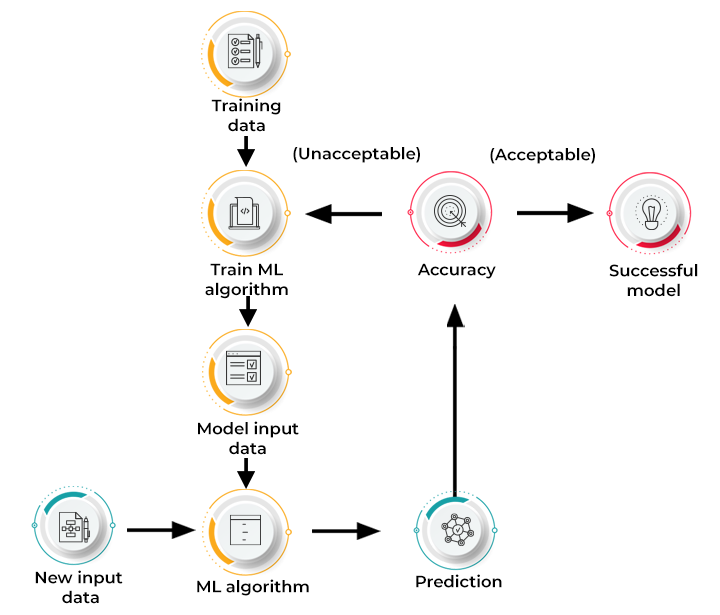 Training
data
(Unacceptable)
(Acceptable)
Train ML
algorithm
Accuracy
Successful
model
Model input
data
New input
data
ML algorithm
Prediction